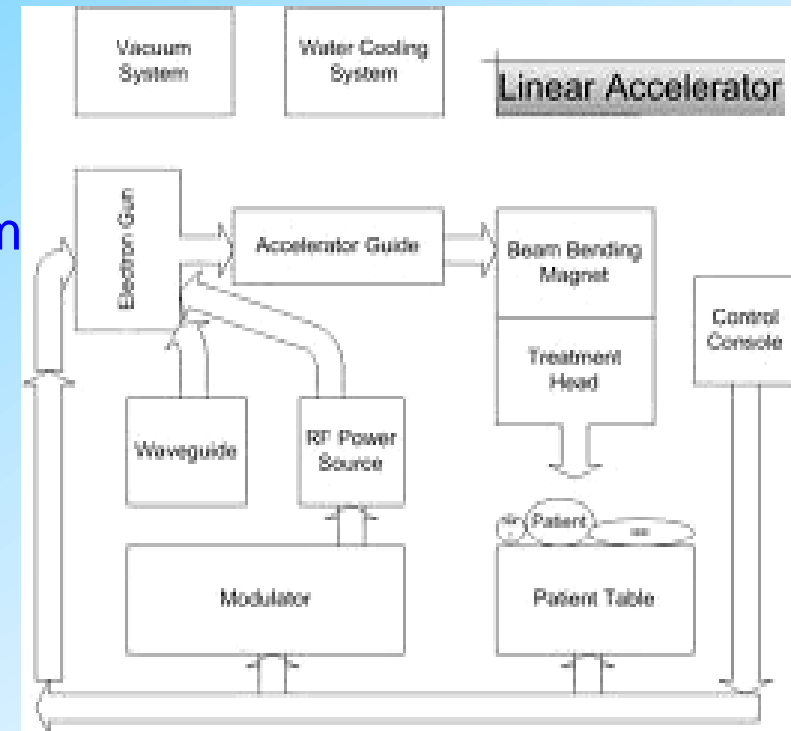 Vacuum
System
Water Cooling
System
Linear Accelerator
m
Electron Gun
Accelerator Guide
Beam Bending
Magnet
Treatment
Head
Control
Console
Waveguide
RF Power
Source
Patient
Modulator
Patient Table